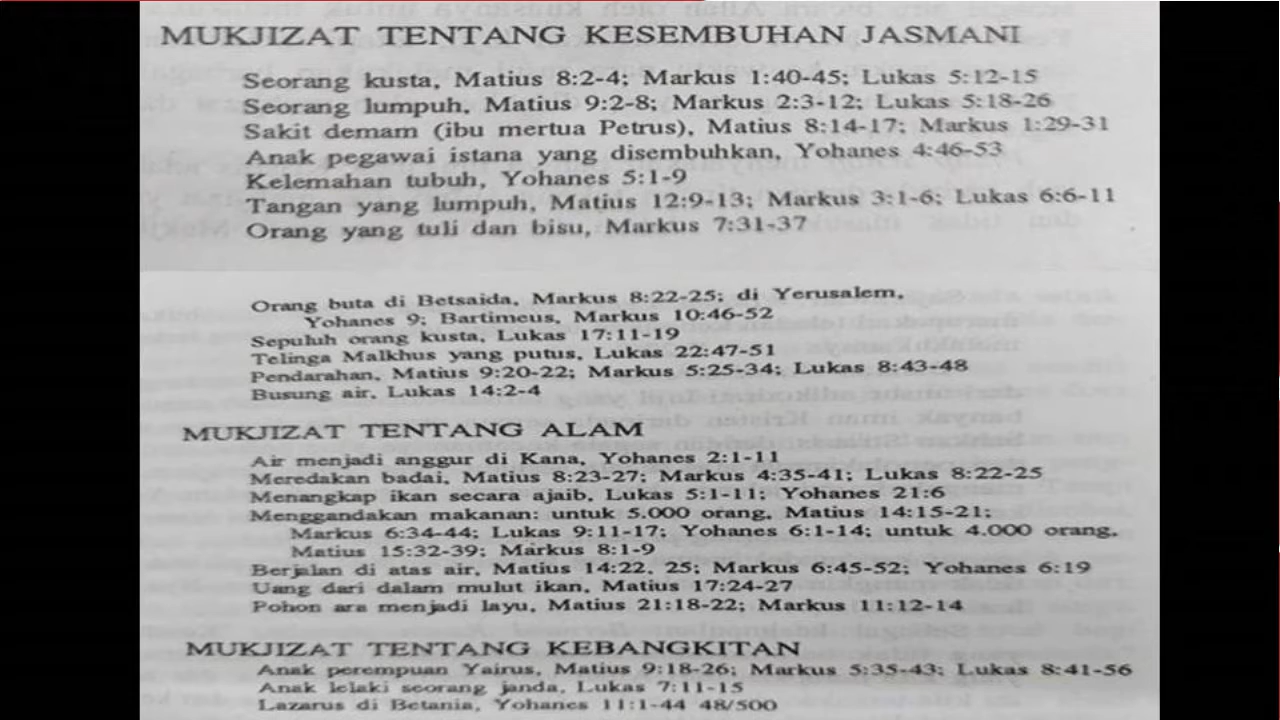 MUKJIZAT TENTANG KESEMBUHAN JASMANI
Seorang kusta, Matius 8:2-4; Markus 1:40-45; Lukas 5:12-15
Seorang lumpuh, Matius 9:2-8; Markus 2:3-12; Lukas 5:18-26
Sakit demam (ibu mertua Petrus), Matius 8:14-17; Markus 1:29-31
Anak pegawai istana yang disembuhkan, Yohanes 4:46-53
Kelemahan tubuh, Yohanes 5:1-9
Tangan yang lumpuh, Matius 12:9-13; Markus 3:1-6; Lukas 6:6-11
Orang yang tuli dan bisu, Markus 7:31-37
Orang buta di Betsaida, Markus 8:22-25; di Yerusalem,
Yohanes 9; Bartimeus, Markus 10:46-52
Sepuluh orang kusta, Lukas 17:11-19
Telinga Malkhus yang putus, Lukas 22:47-51
Pendarahan, Matius 9:20-22; Markus 5:25-34; Lukas 8:43-48
Busung air, Lukas 14:2-4
MUKJIZAT TENTANG ALAM
Air menjadi anggur di Kana, Yohanes 2:1-11
Meredakan badai, Matius 8:23-27; Markus 4:35-41; Lukas 8:22-25
Menangkap ikan secara ajaib, Lukas 5:1-11; Yohanes 21:6
Menggandakan makanan: untuk 5.000 orang, Matius 14:15-21;
Markus 6:34-44; Lukas 9:11-17; Yohanes 6:1-14; untuk 4.000 orang,
Matius 15:32-39; Markus 8:1-9
Berjalan di atas air, Matius 14:22, 25; Markus 6:45-52; Yohanes 6:19
Uang dari dalam mulut ikan, Matius 17:24-27
Pohon ara menjadi layu, Matius 21:18-22; Markus 11:12-14
MUKJIZAT TENTANG KEBANGKITAN
Anak perempuan Yairus, Matius 9:18-26; Markus 5:35-43; Lukas 8:41-56
Anak lelaki seorang janda, Lukas 7:11-15
Lazarus di Betania, Yohanes 11:1-44 48/500